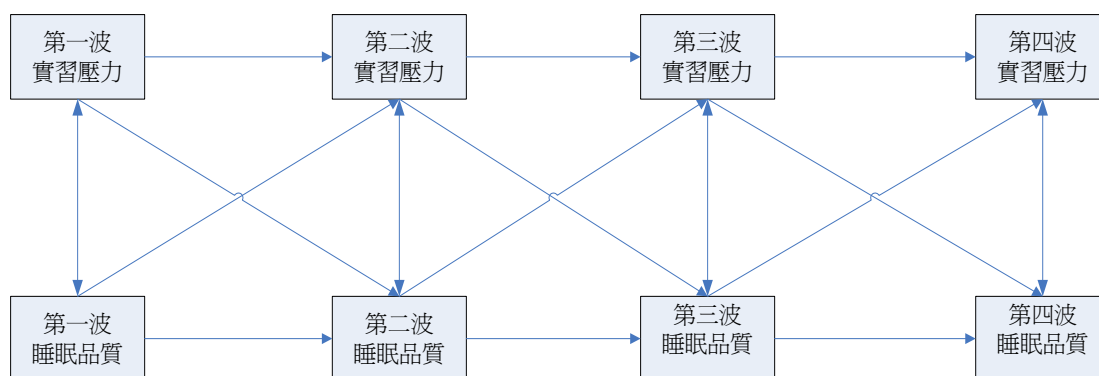 第一波
實習壓力
第二波
實習壓力
第三波
實習壓力
第四波
實習壓力
第一波
睡眠品質
第二波
睡眠品質
第三波
睡眠品質
第四波
睡眠品質